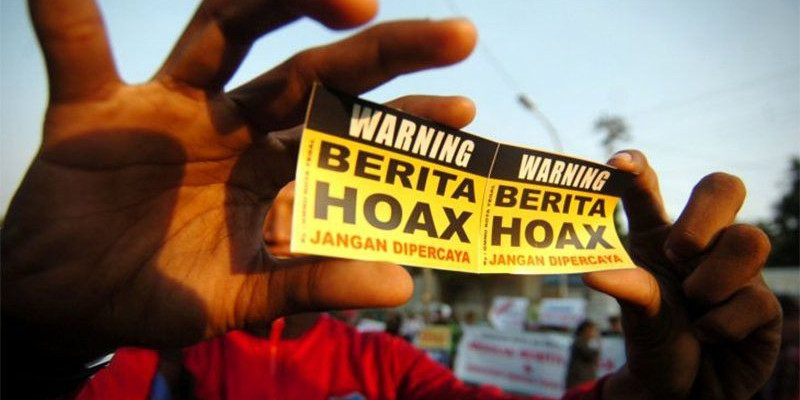 WARNING
BERITA
HOAX
JANGAN DIPERCAYA
WARNING
BERITA
HOAX
JANGAN DIPERCAYA